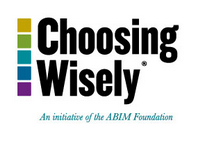 Choosing
Wisely®
An initiative of the ABIM Foundation